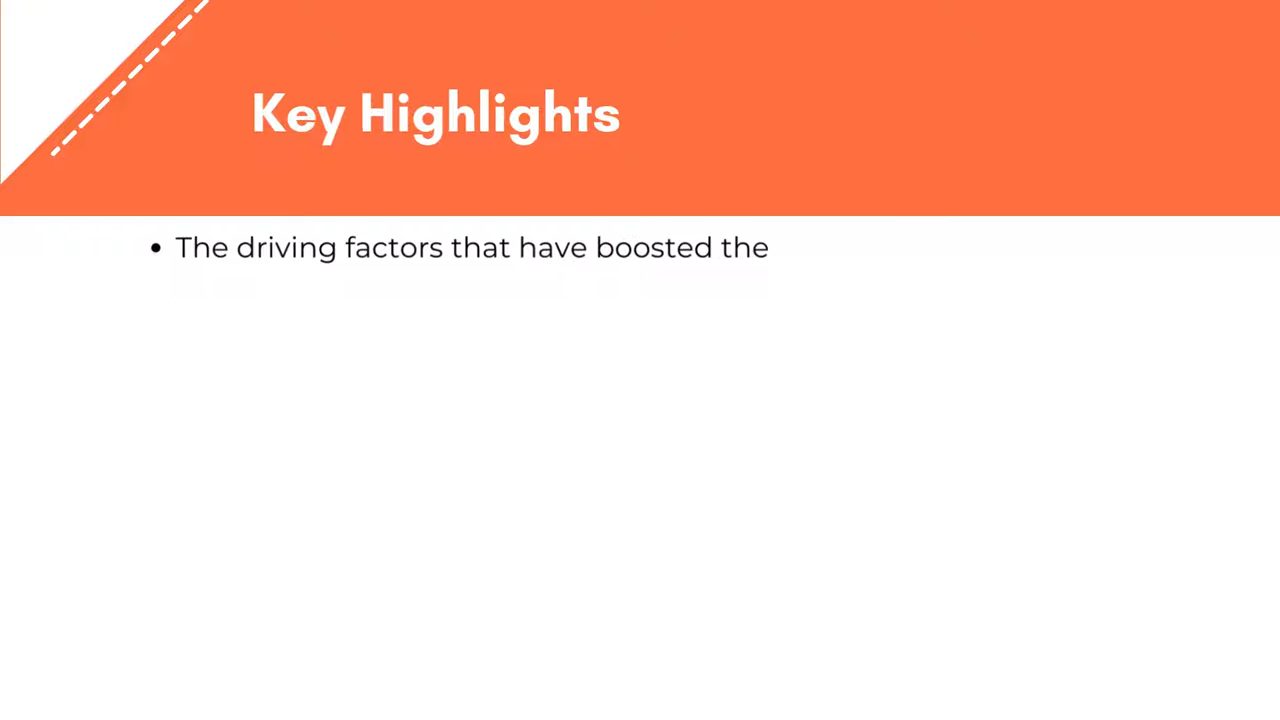 Key Highlights
• The driving factors that have boosted the